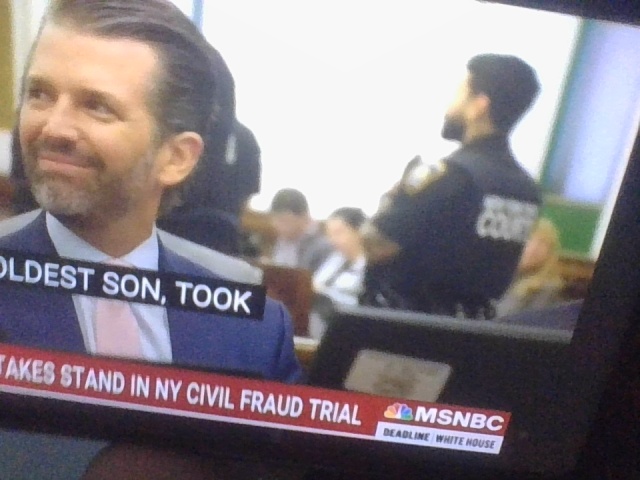 OLDEST SON, TOOK
TAKES STAND IN NY CIVIL FRAUD TRIAL
MSNBC
DEADLINE WHITE HOUSE
COURT